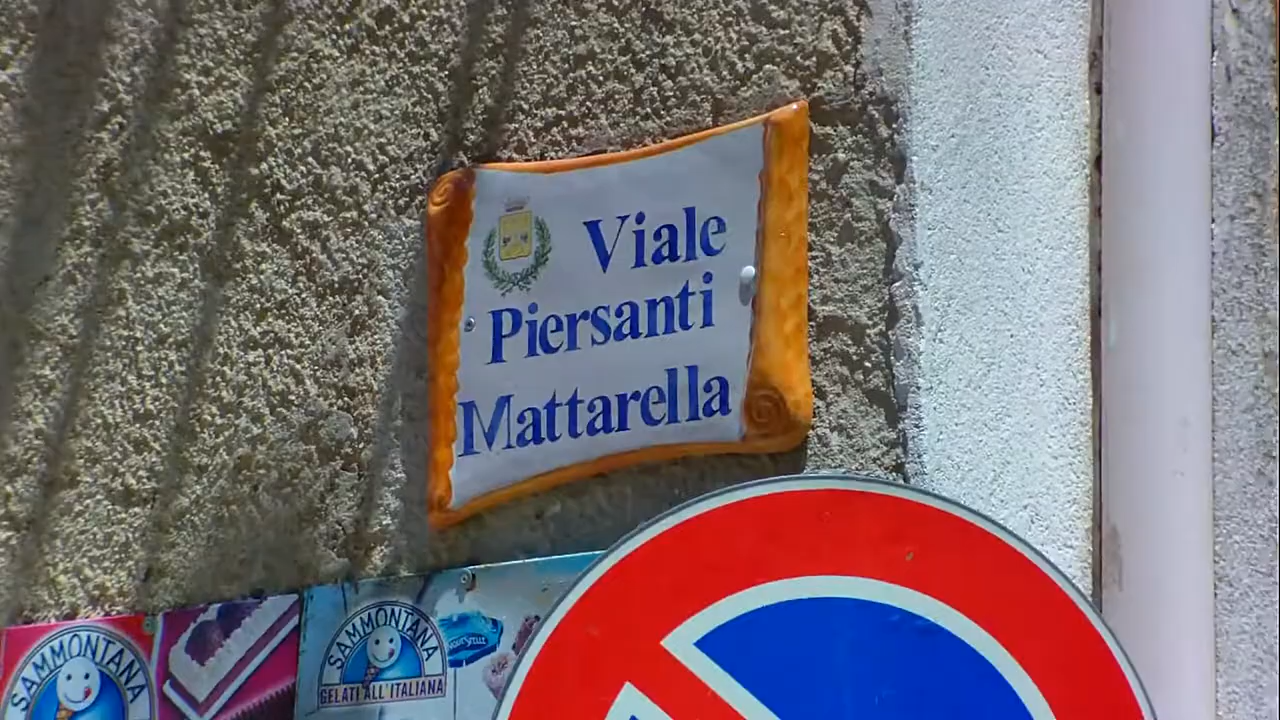 Viale
Piersanti
Mattarella
SAMMONTANA
SAMMONTANA
GELATI ALL'ITALIANA